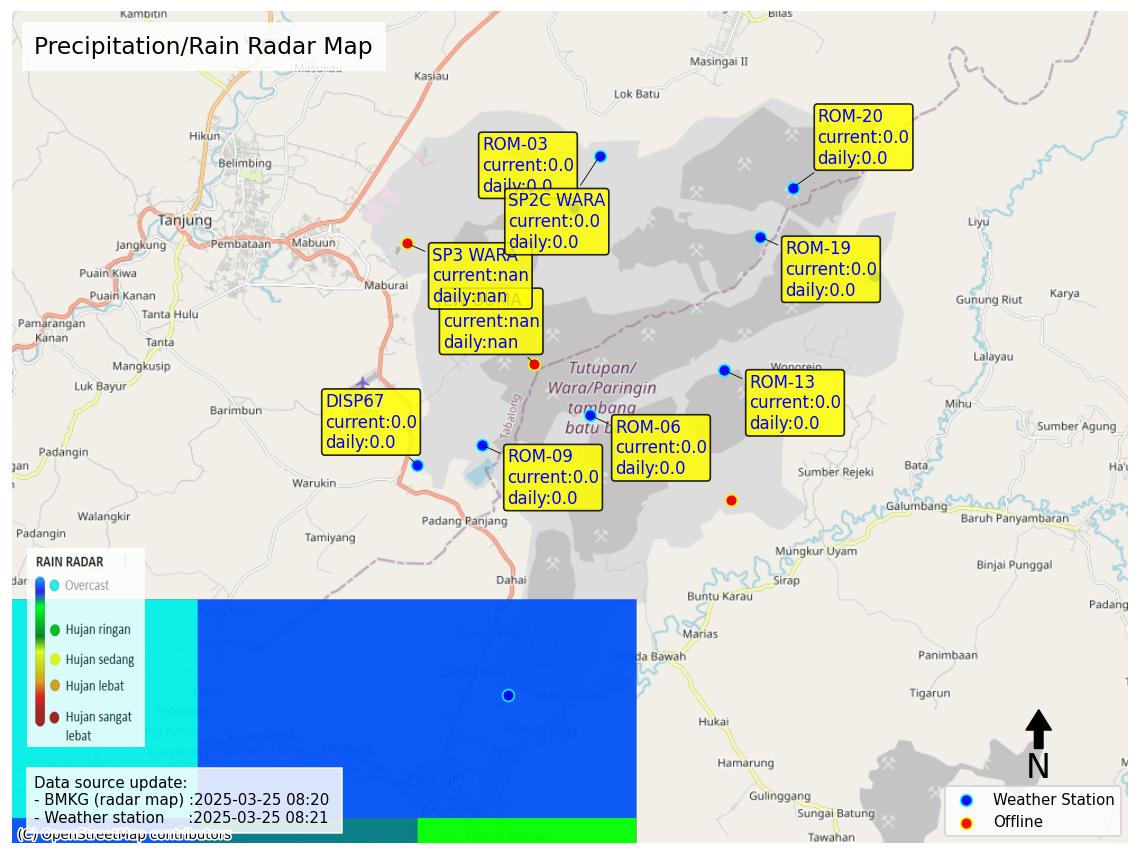 Precipitation/Rain Radar Map
Kambitin
Bilas
Masingai II
Kasiau
Lok Batu
Hikun
Belimbing
Tanjung
Jangkung
Pembataan
Mabuun
Puain Kiwa
Maburai
Puain Kanan
Tanta Hulu
Pamarangan
Kanan
Tanta
Mangkusip
Luk Bayur
Barimbun
Warukin
Walangkir
Padangin
Tamiyang
Padang Panjang
Dahai
Liyu
Gunung Riut
Karya
Lalayau
Wonorejo
Mihu
Sumber Agung
Bata
Sumber Rejeki
Galumbang
Baruh Panyambaran
Mungkur Uyam
Binjai Punggal
Sirap
Buntu Karau
Padang
Marias
Lamida Bawah
Panimbaan
Tigarun
Hukai
Hamarung
Gulinggang
Sungai Batung
Tawahan
Tabalong
Tutupan/
Wara/Paringin
tambang
batu b
ROM-03
current:0.0
daily:0.0
SP2C WARA
current:0.0
daily:0.0
ROM-20
current:0.0
daily:0.0
ROM-19
current:0.0
daily:0.0
SP3 WARA
current:nan
daily:nan
current:nan
daily:nan
ROM-13
current:0.0
daily:0.0
DISP67
current:0.0
daily:0.0
ROM-06
current:0.0
daily:0.0
ROM-09
current:0.0
daily:0.0
Mangkayahu
Murung Ilung
Balida
Paringin
RAIN RADAR
Overcast
Hujan ringan
Hujan sedang
Hujan lebat
Hujan sangat
lebat
Data source update:
- BMKG (radar map) :2025-03-25 08:20
- Weather station :2025-03-25 08:21
(C) OpenStreetMap contributors
N
Weather Station
Offline